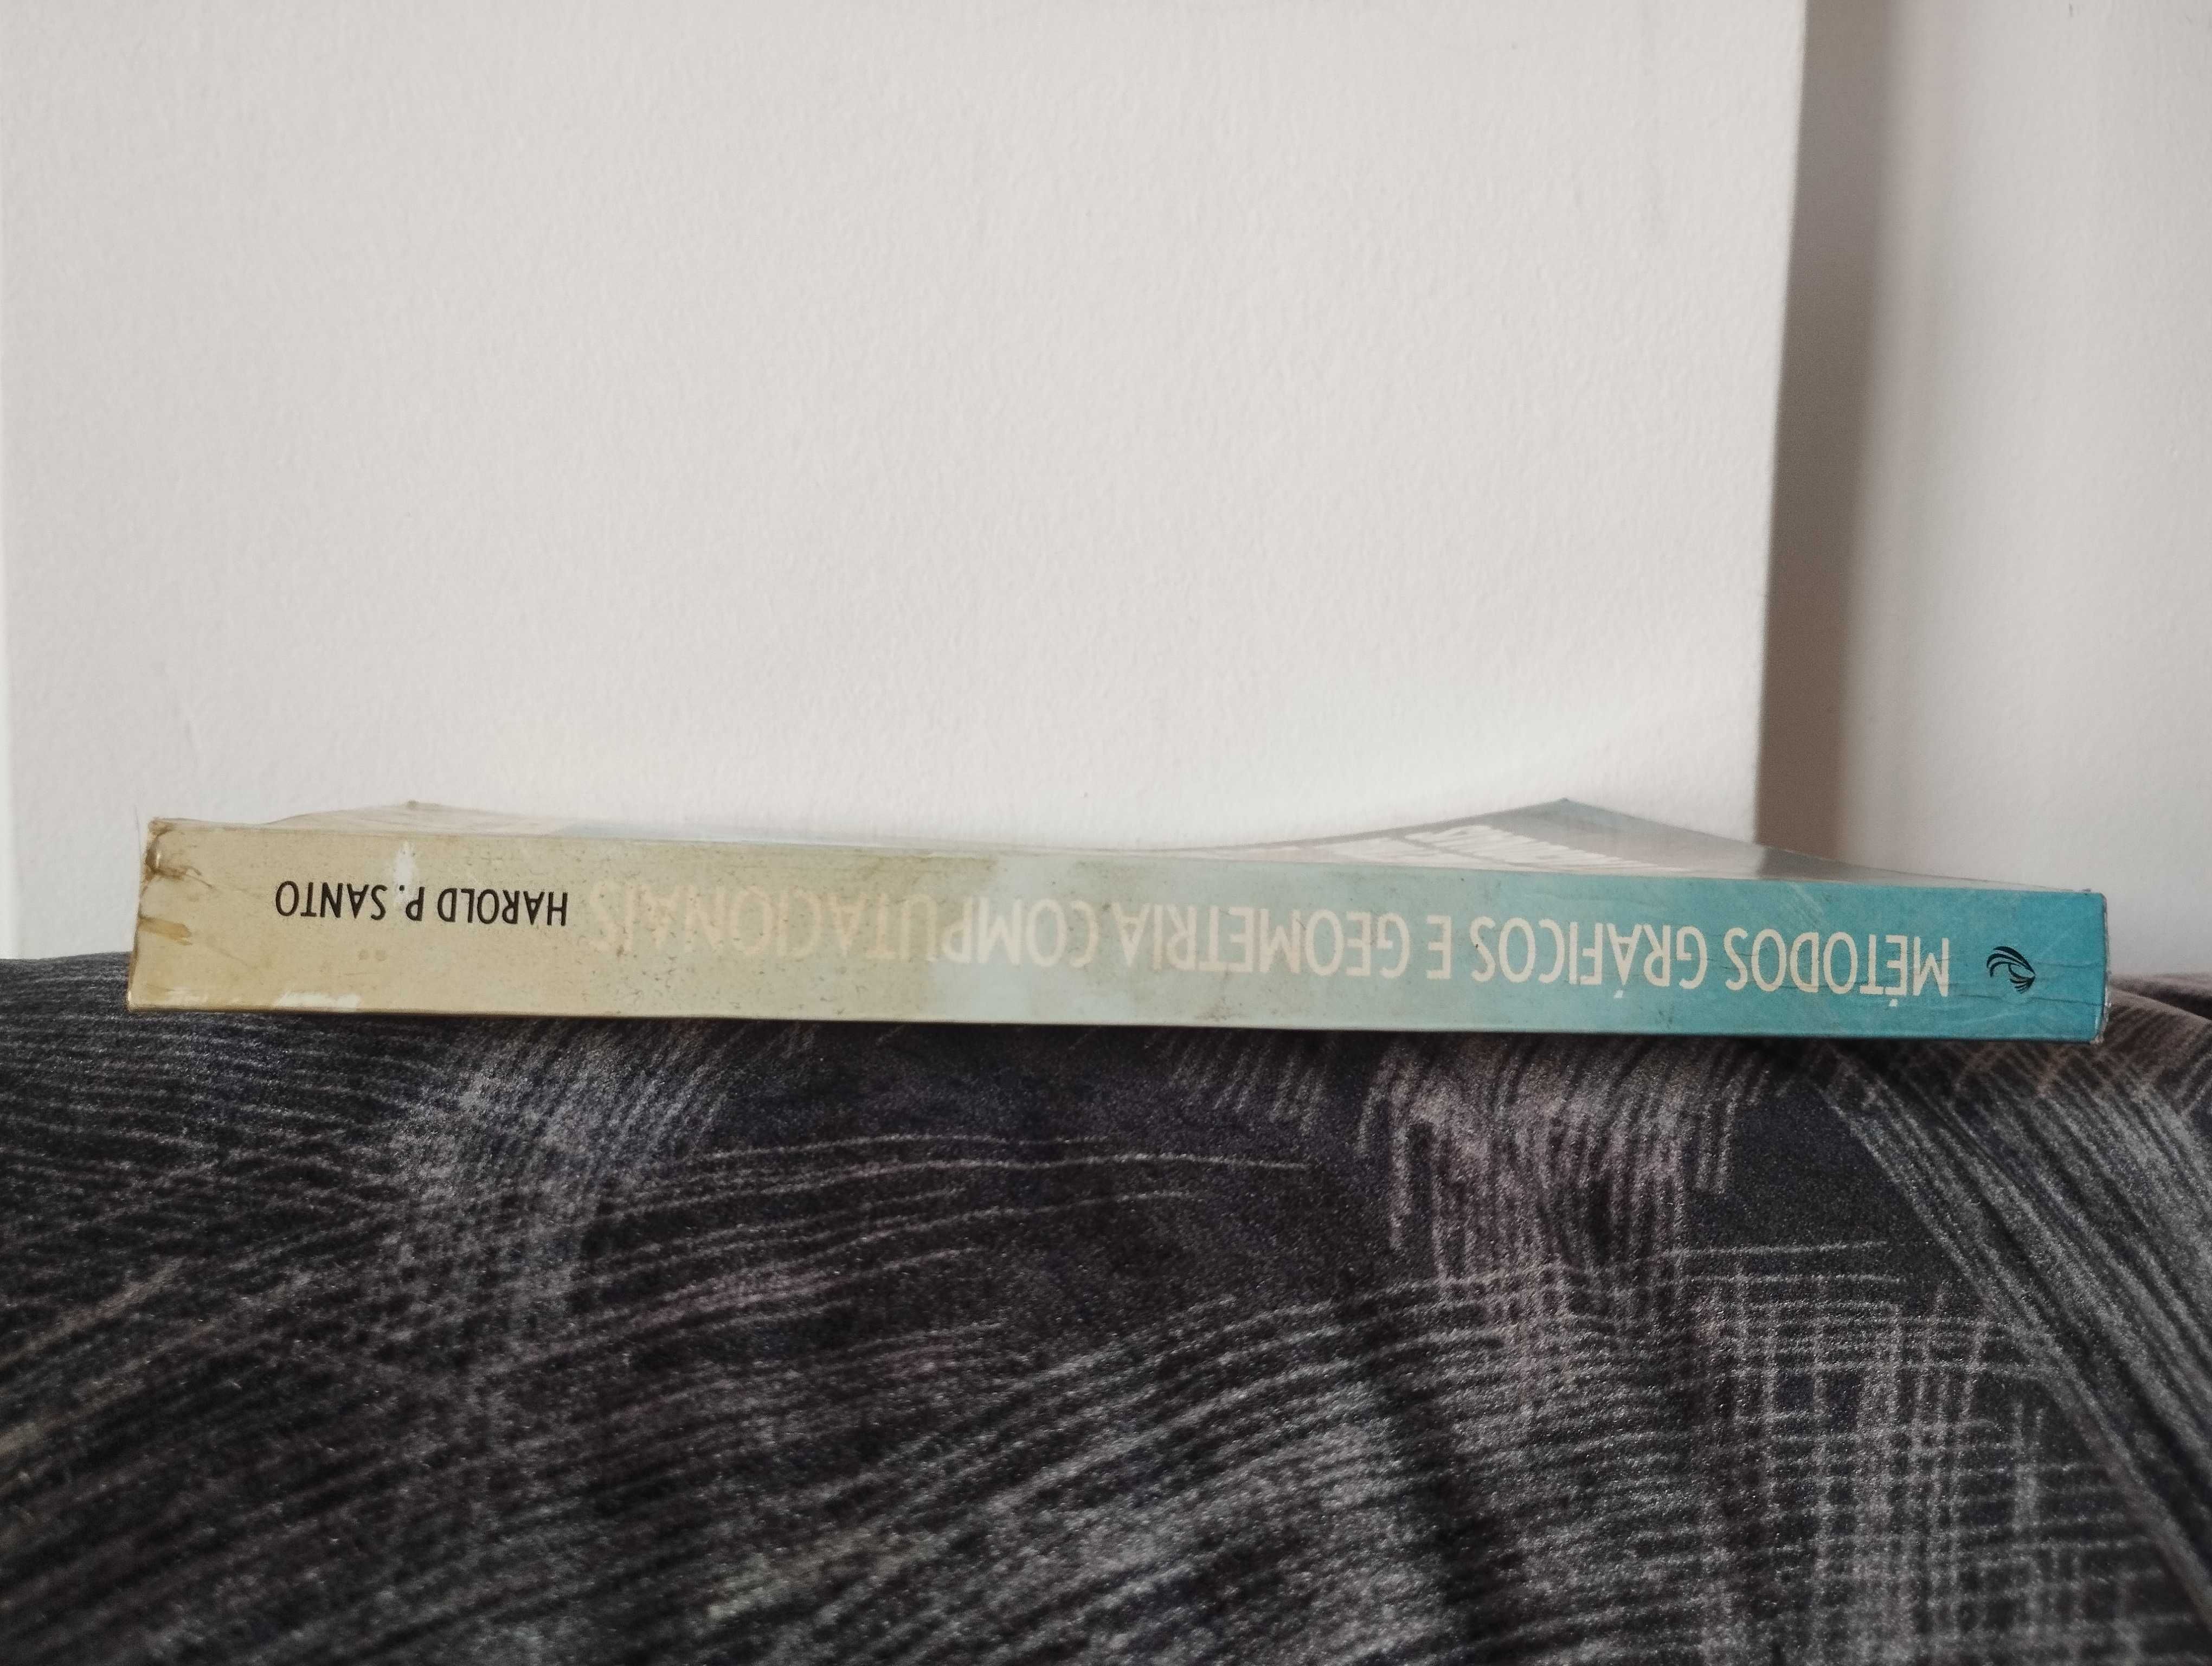 MÉTODOS GRÁFICOS E GEOMETRIA COMPUTACIONAIS
HAROLD P. SANTO